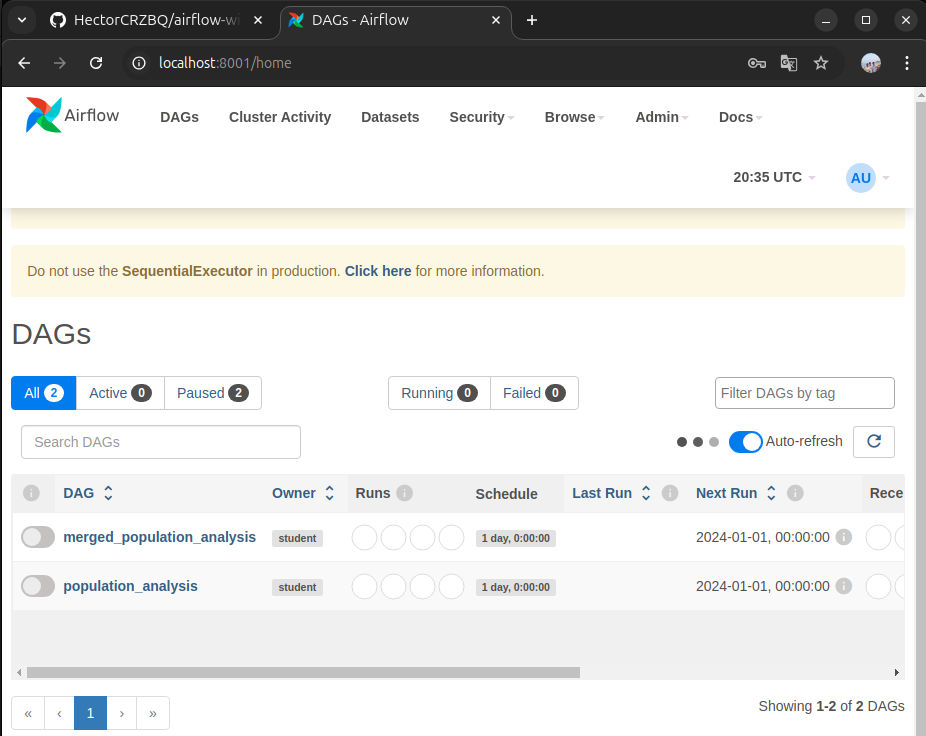 HectorCRZBQ/airflow-wi
DAGs - Airflow
localhost:8001/home
Airflow
DAGs Cluster Activity Datasets Security Browse Admin Docs
20:35 UTC AU
Do not use the SequentialExecutor in production. Click here for more information.
DAGs
All 2 Active 0 Paused 2 Running 0 Failed 0 Filter DAGs by tag
Search DAGs Auto-refresh
i DAG Owner Runs i Schedule Last Run i Next Run i Rece
merged_population_analysis student 1 day, 0:00:00 2024-01-01, 00:00:00 i
population_analysis student 1 day, 0:00:00 2024-01-01, 00:00:00 i
« ‹ 1 › » Showing 1-2 of 2 DAGs